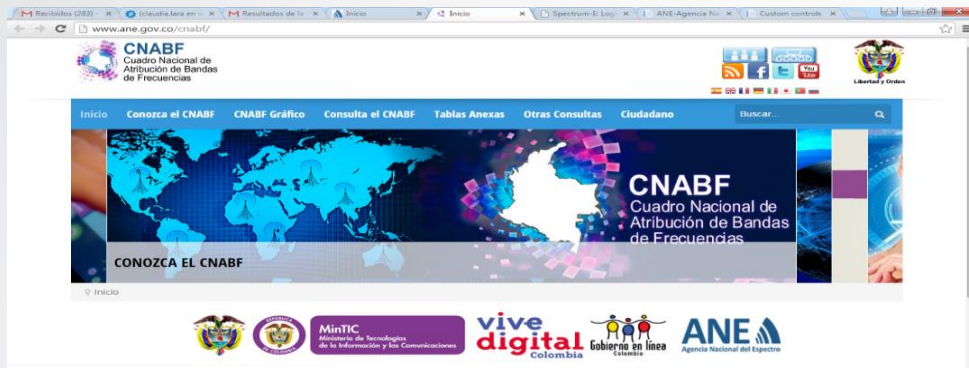 Recibidos (283)
Resultados de la
Inicio
Inicio
Spectrum-E: Log
ANE-Agencia Na
Custom controls
www.ane.gov.co/cnabf/
CNABF
Cuadro Nacional de
Atribución de Bandas
de Frecuencias
You
Libertad y Orden
Inicio Conozca el CNABF CNABF Gráfico Consulta el CNABF Tablas Anexas Otras Consultas Ciudadano Buscar...
CNABF
Cuadro Nacional de
Atribución de Bandas
de Frecuencias
CONOZCA EL CNABF
Inicio
MinTIC
Ministerio de Tecnologías
de la Información y las Comunicaciones
vive
digital
Colombia
Gobierno en línea
Colombia
ANE
Agencia Nacional del Espectro